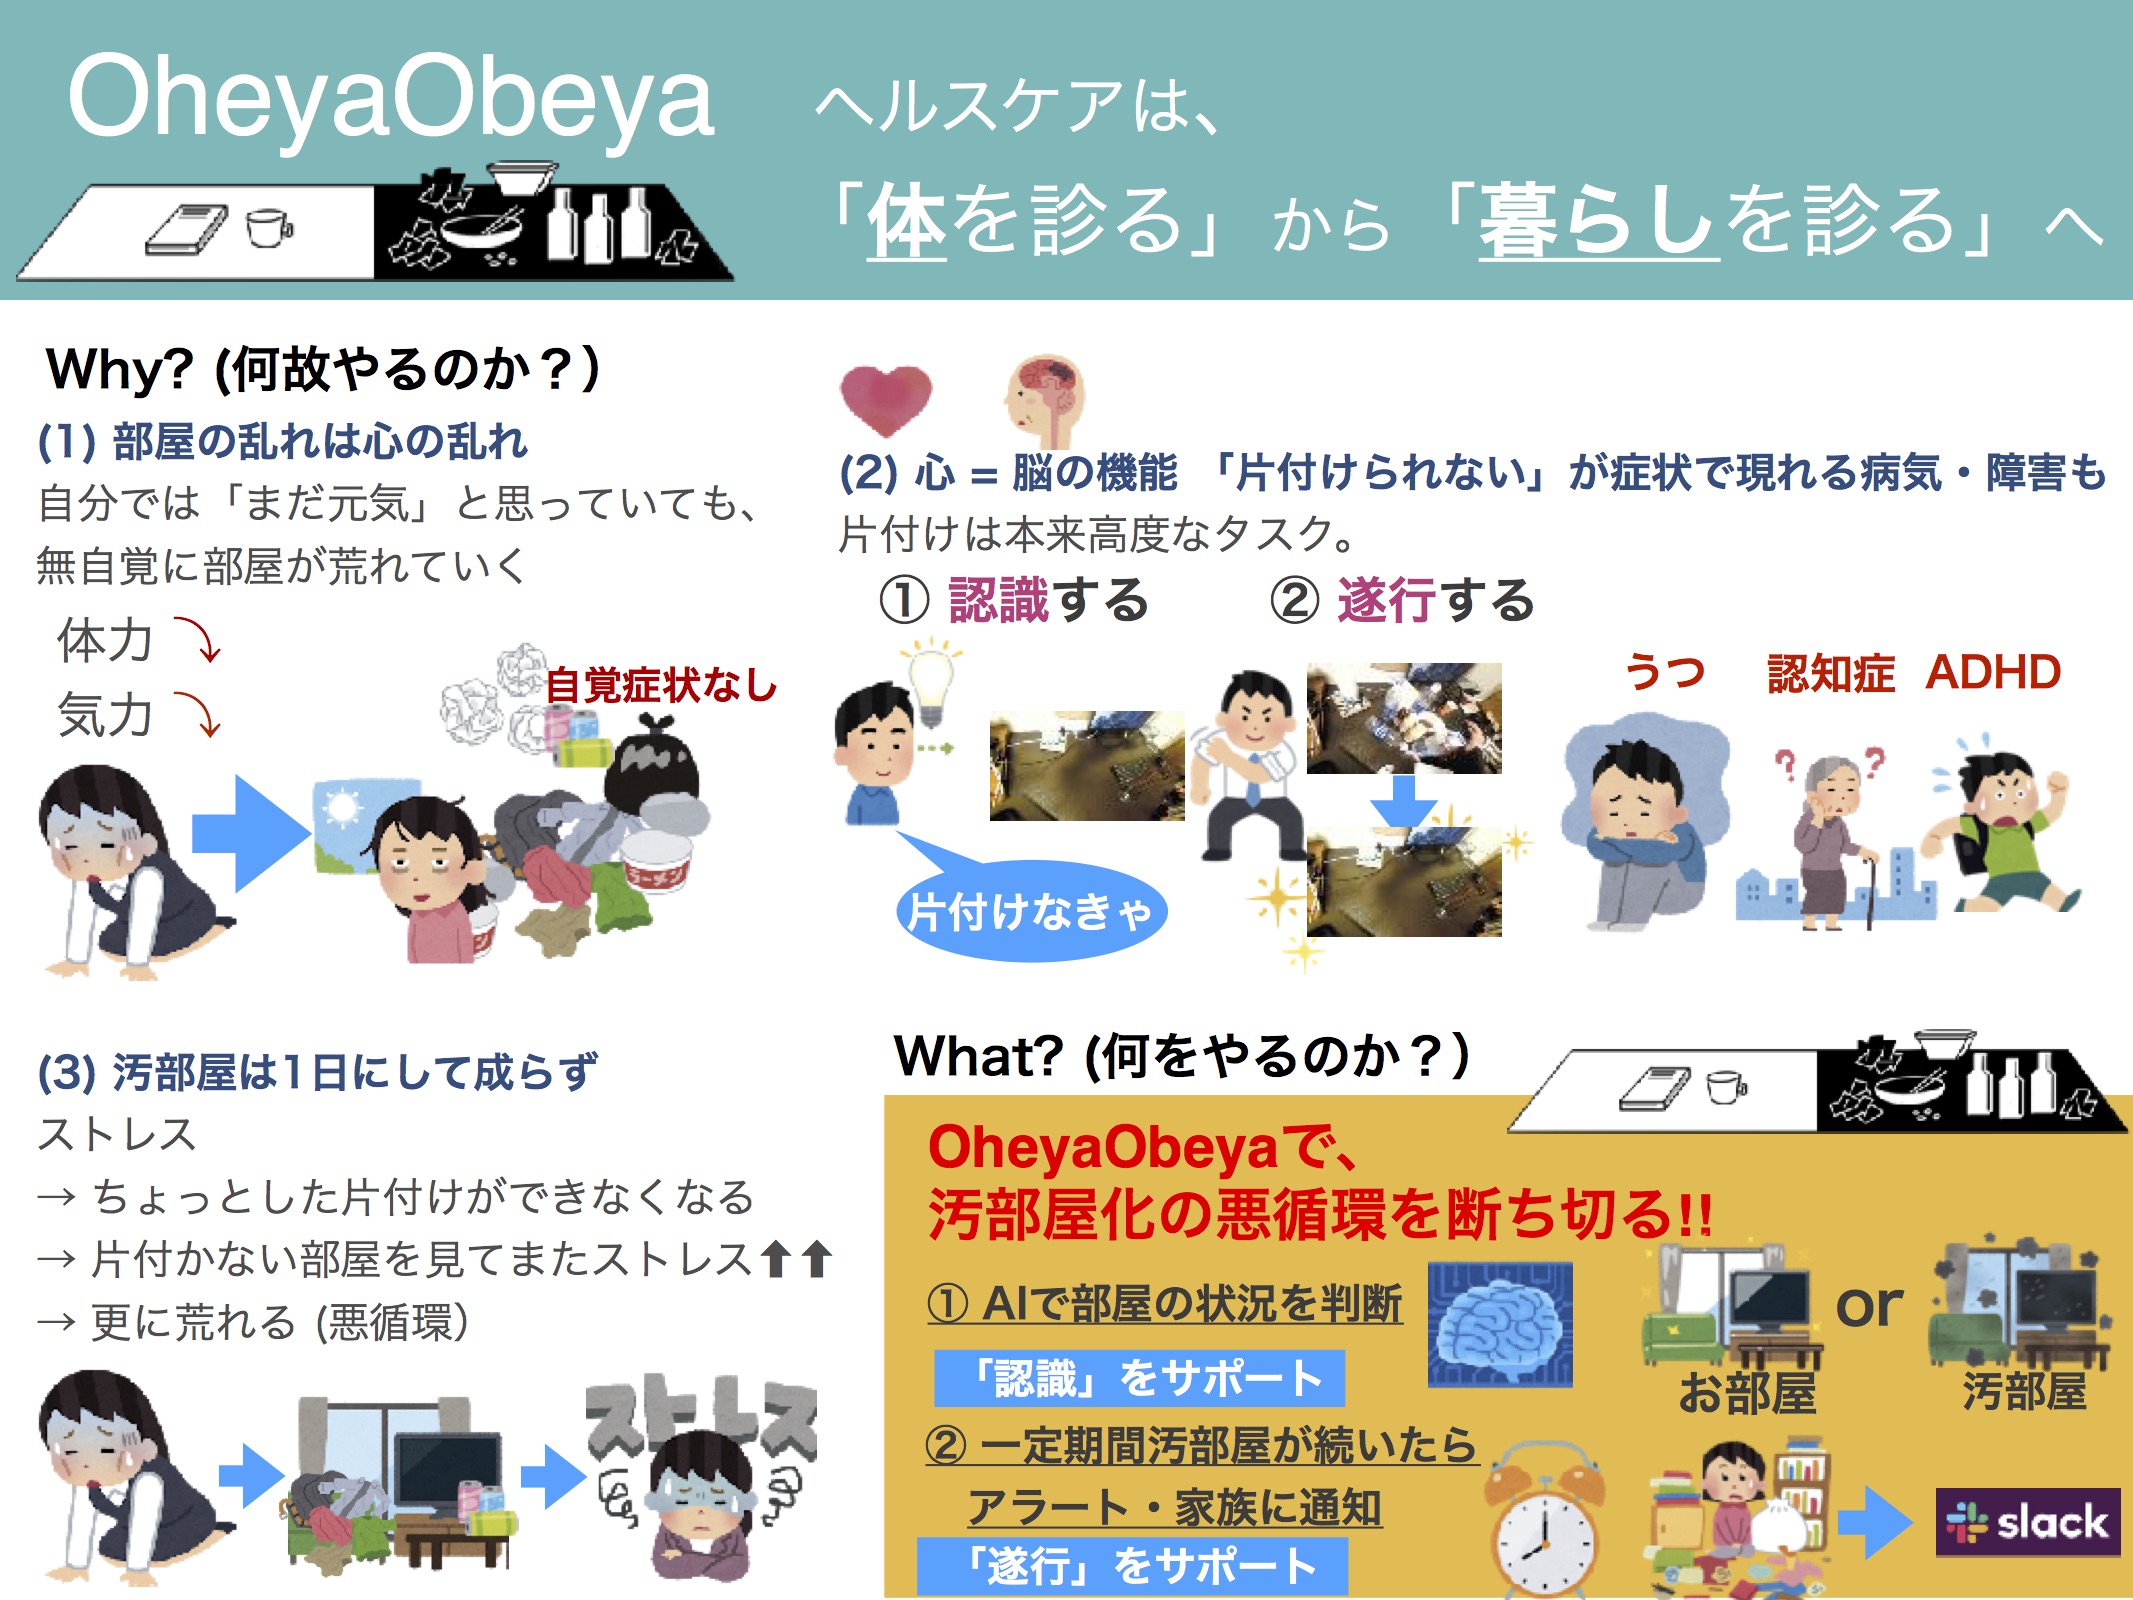 OheyaObeya
ヘルスケアは、
「体を診る」から「暮らしを診る」へ
Why? (何故やるのか？)
(1) 部屋の乱れは心の乱れ
自分では「まだ元気」と思っていても、
無自覚に部屋が荒れていく
体力
気力
自覚症状なし
ラーメン
(2) 心 = 脳の機能 「片付けられない」が症状で現れる病気・障害も
片付けは本来高度なタスク。
① 認識する
② 遂行する
片付けなきゃ
うつ
認知症
ADHD
(3) 汚部屋は1日にして成らず
ストレス
→ ちょっとした片付けができなくなる
→ 片付かない部屋を見てまたストレス⬆⬆
→ 更に荒れる (悪循環）
ストレス
What? (何をやるのか？)
OheyaObeyaで、
汚部屋化の悪循環を断ち切る!!
① AIで部屋の状況を判断
「認識」をサポート
お部屋
or
汚部屋
② 一定期間汚部屋が続いたら
アラート・家族に通知
「遂行」をサポート
slack